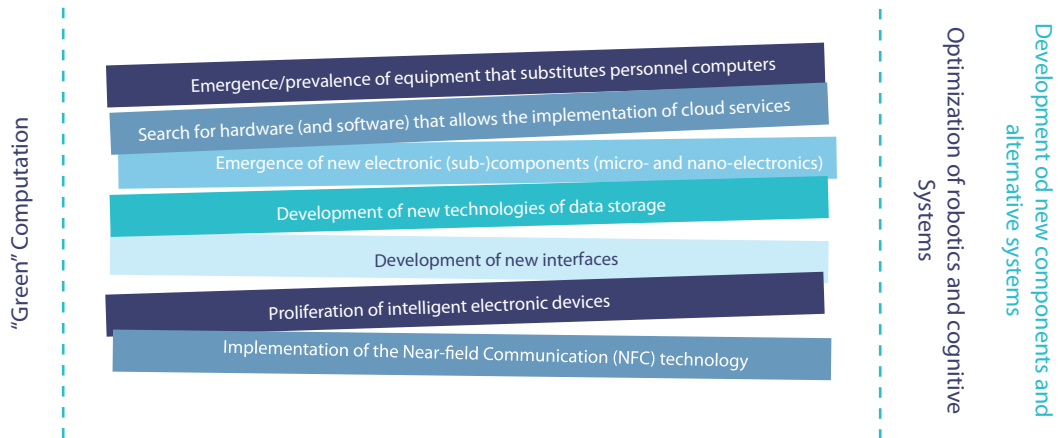 "Green" Computation
Emergence/prevalence of equipment that substitutes personnel computers
Search for hardware (and software) that allows the implementation of cloud services
Emergence of new electronic (sub-)components (micro- and nano-electronics)
Development of new technologies of data storage
Development of new interfaces
Proliferation of intelligent electronic devices
Implementation of the Near-field Communication (NFC) technology
Optimization of robotics and cognitive
Systems
Development od new components and
alternative systems